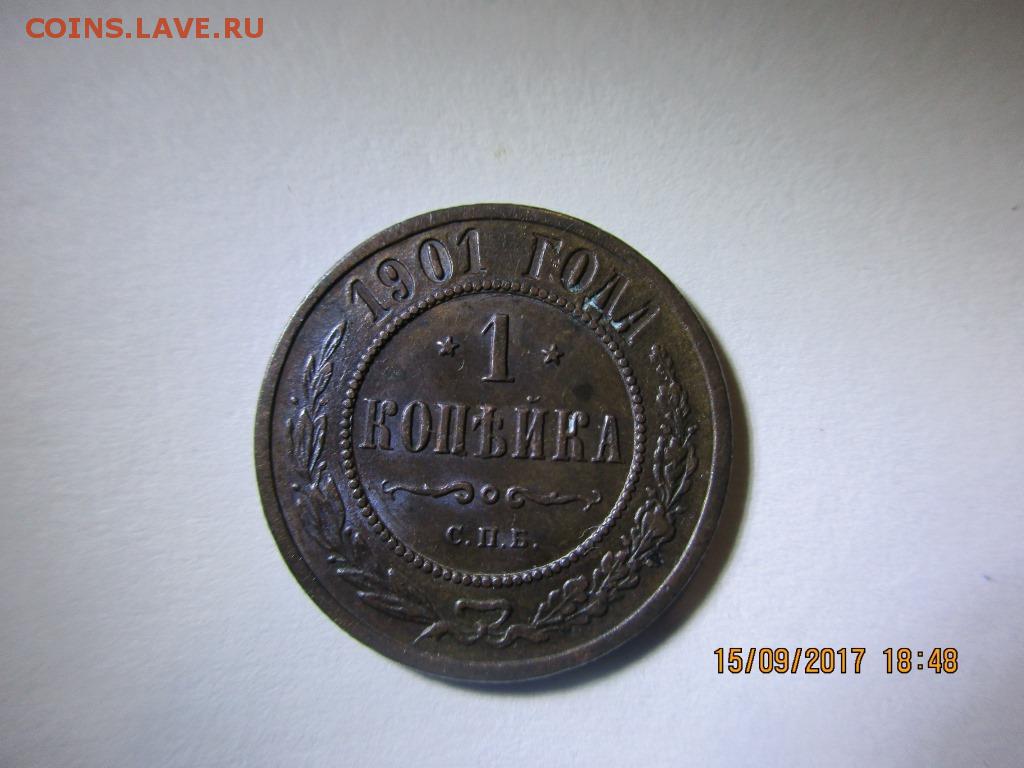 COINS.LAVE.RU
1901 ГОДА
1
КОПѢЙКА
С.П.Б.
15/09/2017 18:48